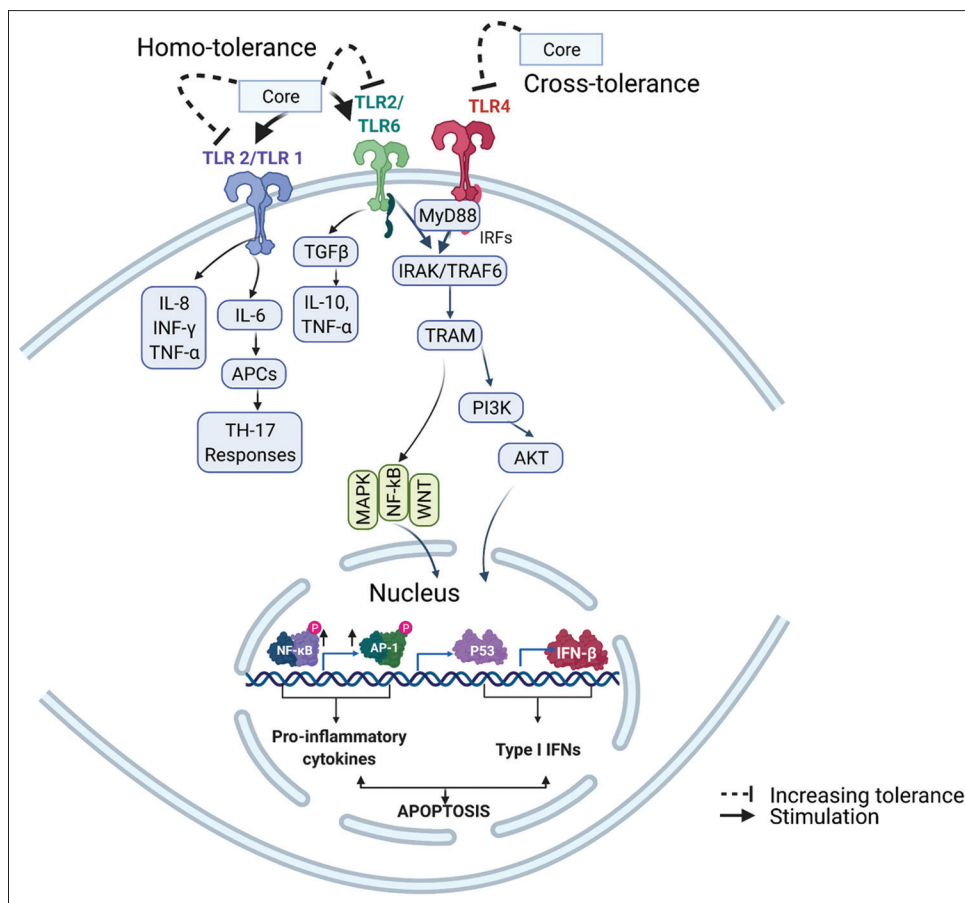 Homo-tolerance
Core
Core
Cross-tolerance
TLR2/
TLR6
TLR4
TLR 2/TLR 1
MyD88
IRFs
TGFβ
IRAK/TRAF6
IL-8
INF-γ
TNF-α
IL-6
IL-10,
TNF-α
TRAM
APCs
PI3K
TH-17
Responses
AKT
MAPK
NF-kB
WNT
Nucleus
P
P
NF-κB
AP-1
P53
IFN-β
Pro-inflammatory
cytokines
Type I IFNs
APOPTOSIS
Increasing tolerance
Stimulation